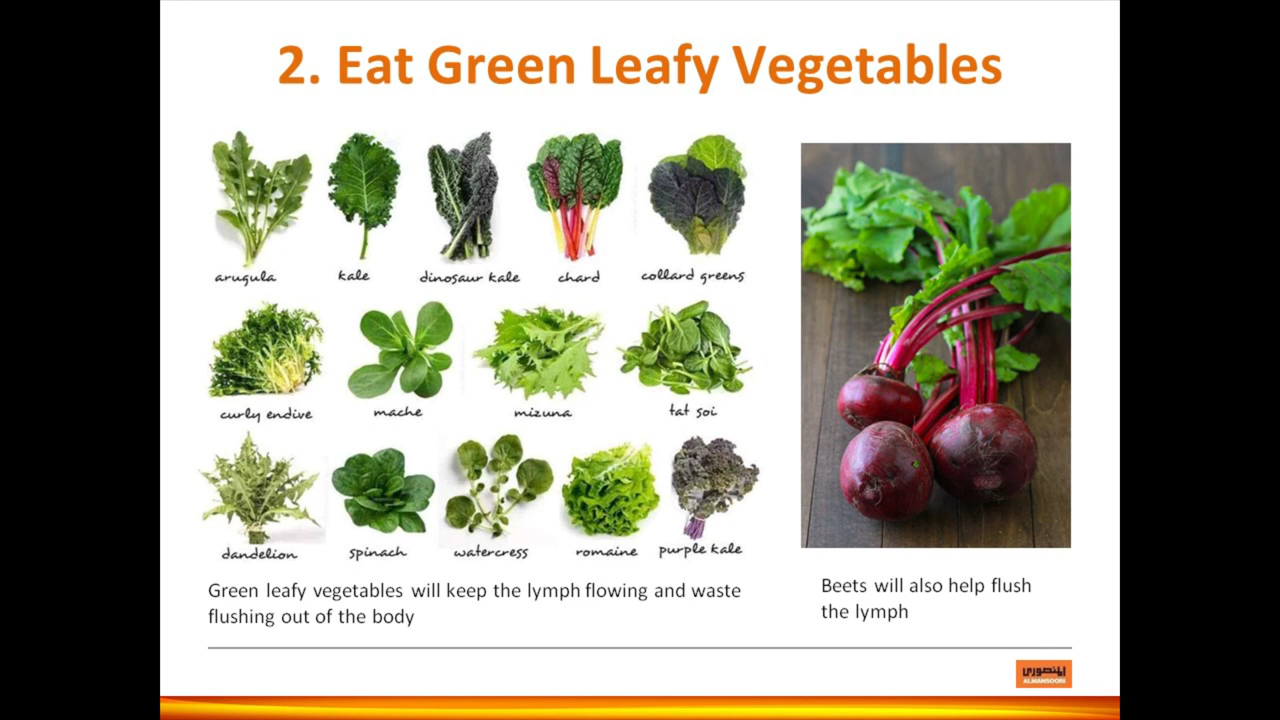 2. Eat Green Leafy Vegetables
arugula
kale
dinosaur kale
chard
collard greens
curly endive
mache
mizuna
tat soi
dandelion
spinach
watercress
romaine
purple kale
Green leafy vegetables will keep the lymph flowing and waste
flushing out of the body
Beets will also help flush
the lymph
المنصوري
ALMANSOORI